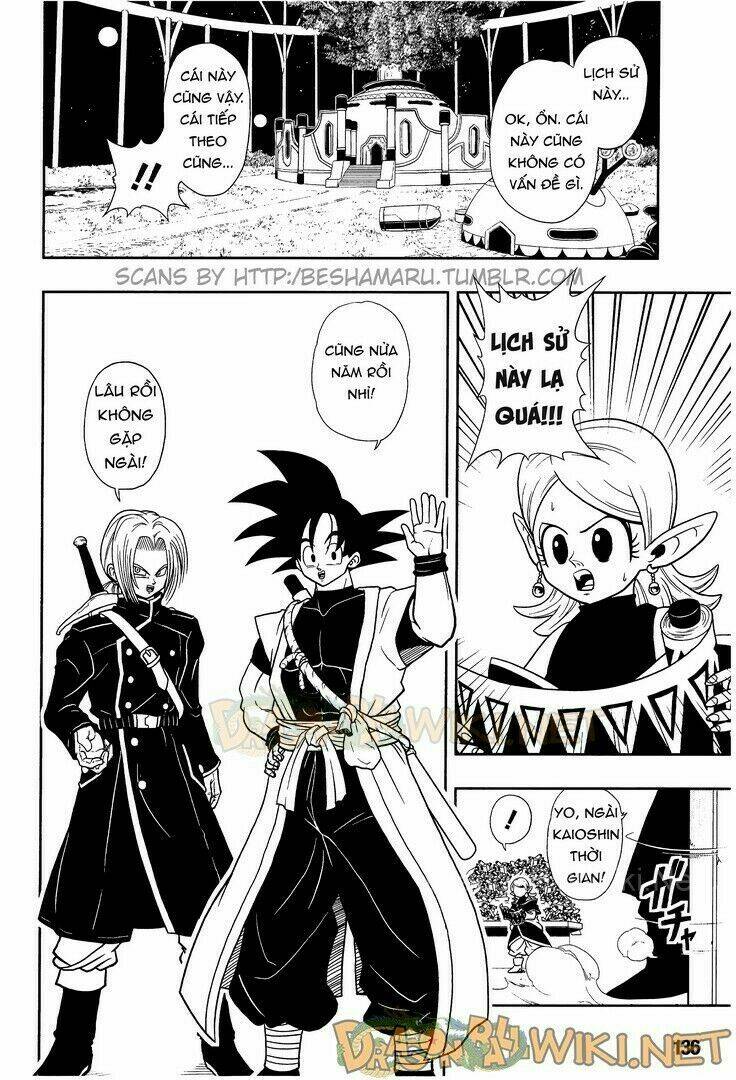 LỊCH SỬ
NÀY...
OK, ỔN. CÁI
NÀY CŨNG
KHÔNG CÓ
VẤN ĐỀ GÌ.
CÁI NÀY
CŨNG VẬY.
CÁI TIẾP
THEO
CŨNG...
!!
SCANS BY HTTP:/BESHAMARU.TUMBLR.COM
LỊCH SỬ
NÀY LẠ
QUÁ!!!
YO, NGÀI
KAIOSHIN
THỜI
GIAN!
!
ガチャ
CŨNG NỬA
NĂM RỒI
NHỈ!
LÂU RỒI
KHÔNG
GẶP
NGÀI!
DRAGONBALLWIKI.NET
DRAGONBALLWIKI.NET
136